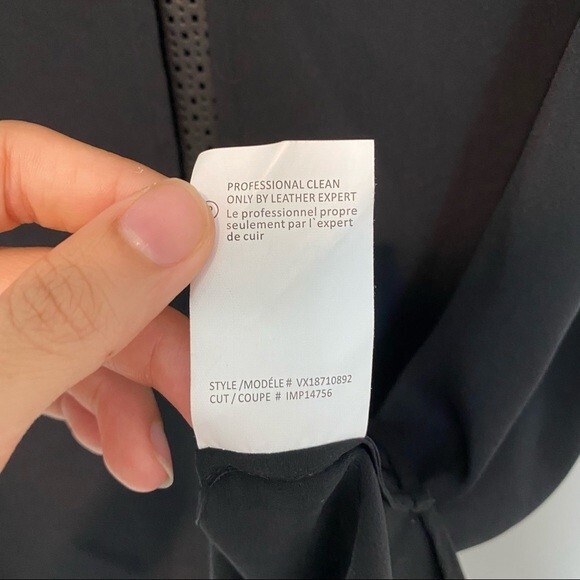 PROFESSIONAL CLEAN
ONLY BY LEATHER EXPERT
Le professionnel propre
seulement par l'expert
de cuir
STYLE/MODÉLE# VX18710892
CUT/COUPE # IMP14756